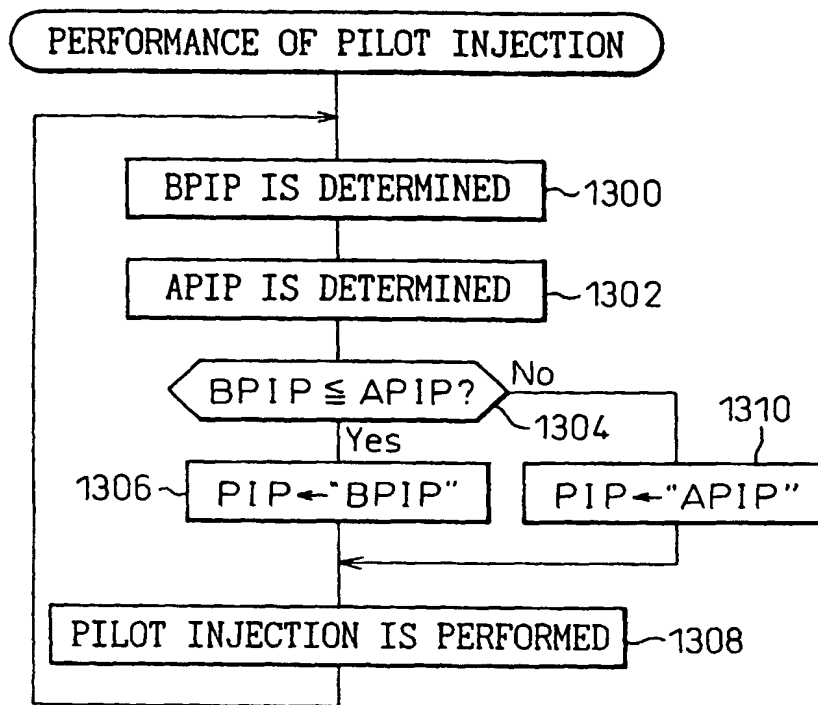 PERFORMANCE OF PILOT INJECTION
BPIP IS DETERMINED
1300
APIP IS DETERMINED
1302
BPIP ≦ APIP?
No
1304
Yes
1310
1306
PIP←"BPIP"
PIP←"APIP"
PILOT INJECTION IS PERFORMED
1308